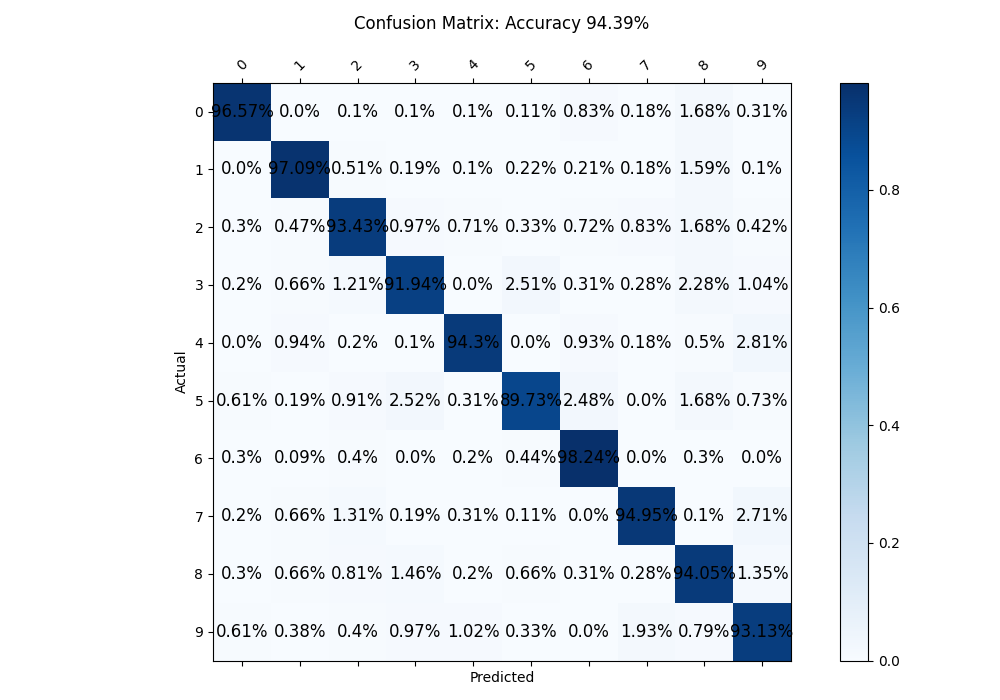 Confusion Matrix: Accuracy 94.39%
0 1 2 3 4 5 6 7 8 9
0 96.57% 0.0% 0.1% 0.1% 0.1% 0.11% 0.83% 0.18% 1.68% 0.31%
1 0.0% 97.09% 0.51% 0.19% 0.1% 0.22% 0.21% 0.18% 1.59% 0.1%
2 0.3% 0.47% 93.43% 0.97% 0.71% 0.33% 0.72% 0.83% 1.68% 0.42%
3 0.2% 0.66% 1.21% 91.94% 0.0% 2.51% 0.31% 0.28% 2.28% 1.04%
4 0.0% 0.94% 0.2% 0.1% 94.3% 0.0% 0.93% 0.18% 0.5% 2.81%
5 0.61% 0.19% 0.91% 2.52% 0.31% 89.73% 2.48% 0.0% 1.68% 0.73%
6 0.3% 0.09% 0.4% 0.0% 0.2% 0.44% 98.24% 0.0% 0.3% 0.0%
7 0.2% 0.66% 1.31% 0.19% 0.31% 0.11% 0.0% 94.95% 0.1% 2.71%
8 0.3% 0.66% 0.81% 1.46% 0.2% 0.66% 0.31% 0.28% 94.05% 1.35%
9 0.61% 0.38% 0.4% 0.97% 1.02% 0.33% 0.0% 1.93% 0.79% 93.13%
Actual
Predicted
0.8
0.6
0.4
0.2
0.0